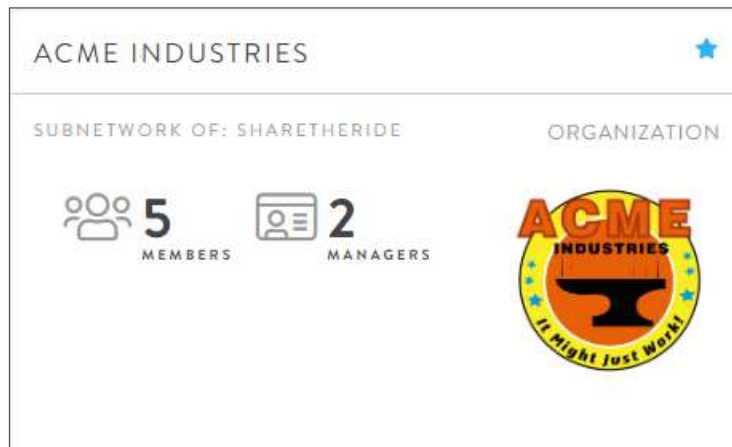 ACME INDUSTRIES
SUBNETWORK OF: SHARETHERIDE
ORGANIZATION
5
MEMBERS
2
MANAGERS
ACME
INDUSTRIES
It Might Just Work!